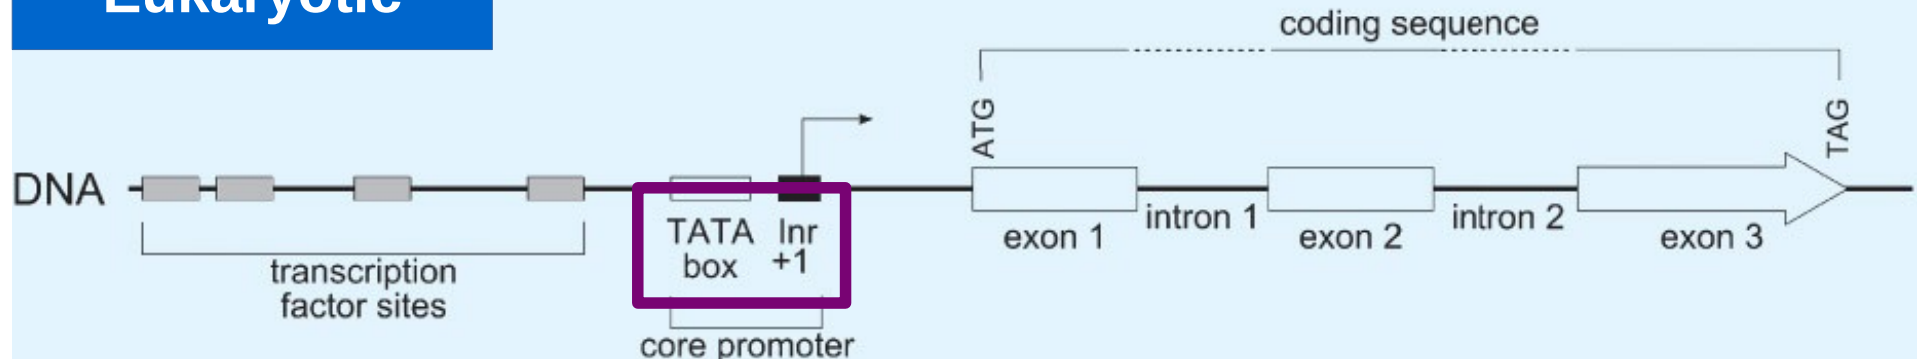 Eukaryotic
coding sequence
ATG
TAG
DNA
TATA box
Inr +1
exon 1
intron 1
exon 2
intron 2
exon 3
transcription
factor sites
core promoter